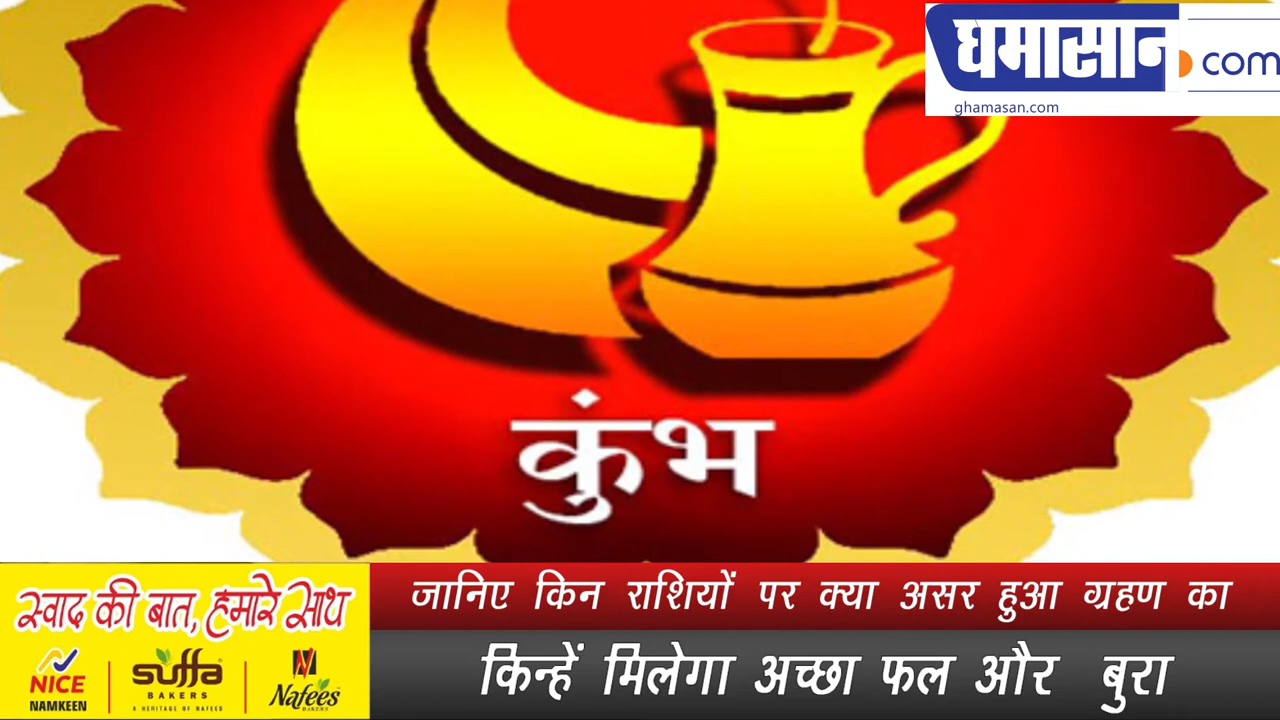 घमासान.com
ghamasan.com
कुंभ
स्वाद की बात, हमारे साथ
NICE
NAMKEEN
suffa
BAKERS
A HERITAGE OF NAFEES
Nafees
BAKERS
जानिए किन राशियों पर क्या असर हुआ ग्रहण का
किन्हें मिलेगा अच्छा फल और बुरा